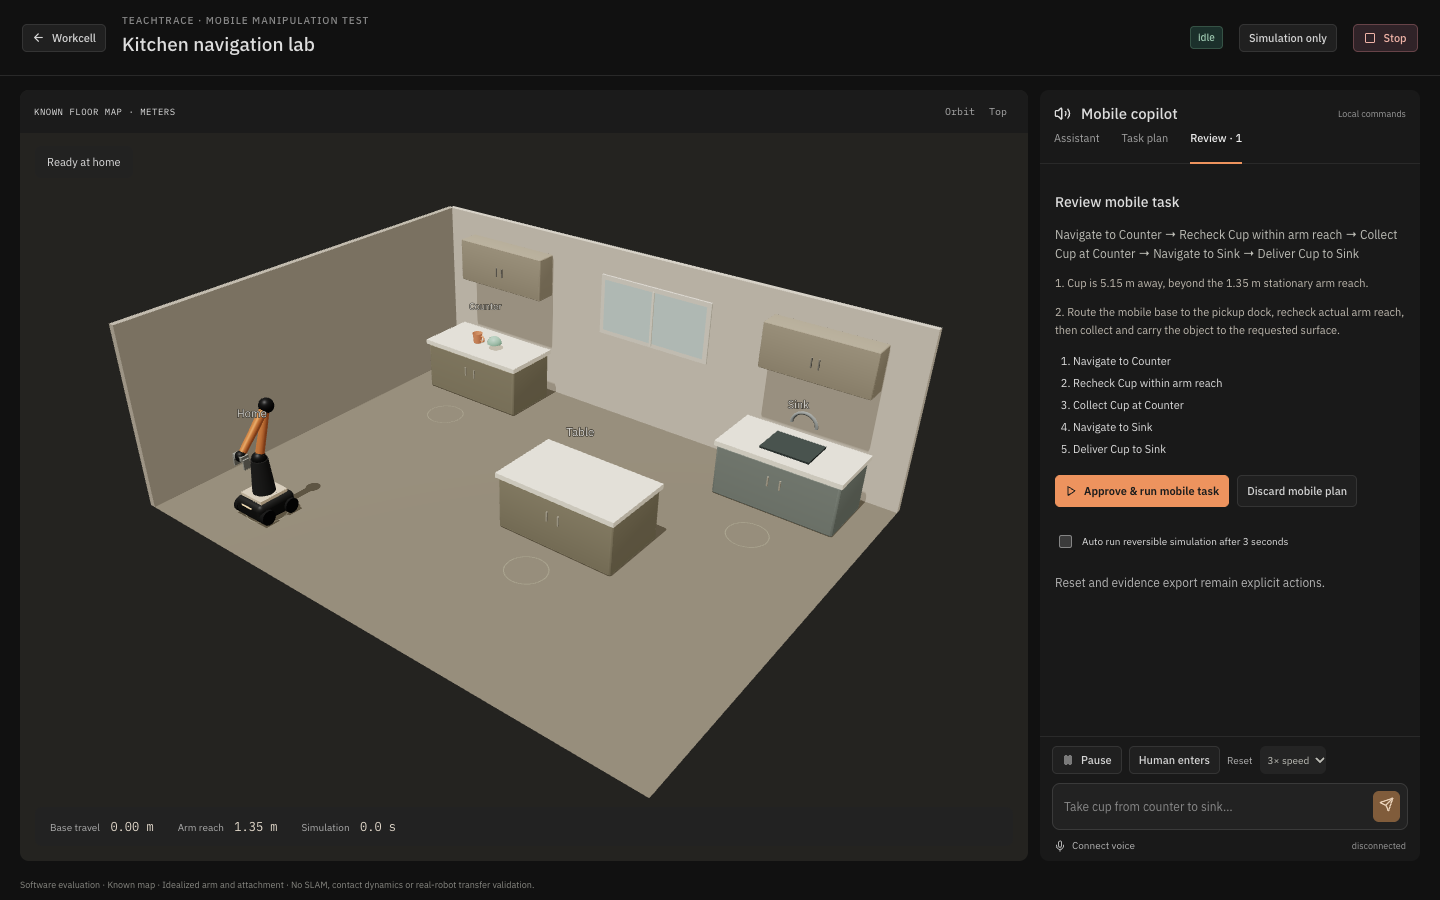 Workcell
TEACHTRACE · MOBILE MANIPULATION TEST
Kitchen navigation lab
idle
Simulation only
Stop
KNOWN FLOOR MAP · METERS
Orbit
Top
Ready at home
Counter
Home
Table
Sink
Base travel 0.00 m
Arm reach 1.35 m
Simulation 0.0 s
Mobile copilot
Local commands
Assistant
Task plan
Review · 1
Review mobile task
Navigate to Counter → Recheck Cup within arm reach → Collect
Cup at Counter → Navigate to Sink → Deliver Cup to Sink
1. Cup is 5.15 m away, beyond the 1.35 m stationary arm reach.
2. Route the mobile base to the pickup dock, recheck actual arm reach,
then collect and carry the object to the requested surface.
1. Navigate to Counter
2. Recheck Cup within arm reach
3. Collect Cup at Counter
4. Navigate to Sink
5. Deliver Cup to Sink
Approve & run mobile task
Discard mobile plan
Auto run reversible simulation after 3 seconds
Reset and evidence export remain explicit actions.
Pause
Human enters
Reset
3× speed
Take cup from counter to sink...
Connect voice
disconnected
Software evaluation · Known map · Idealized arm and attachment · No SLAM, contact dynamics or real-robot transfer validation.